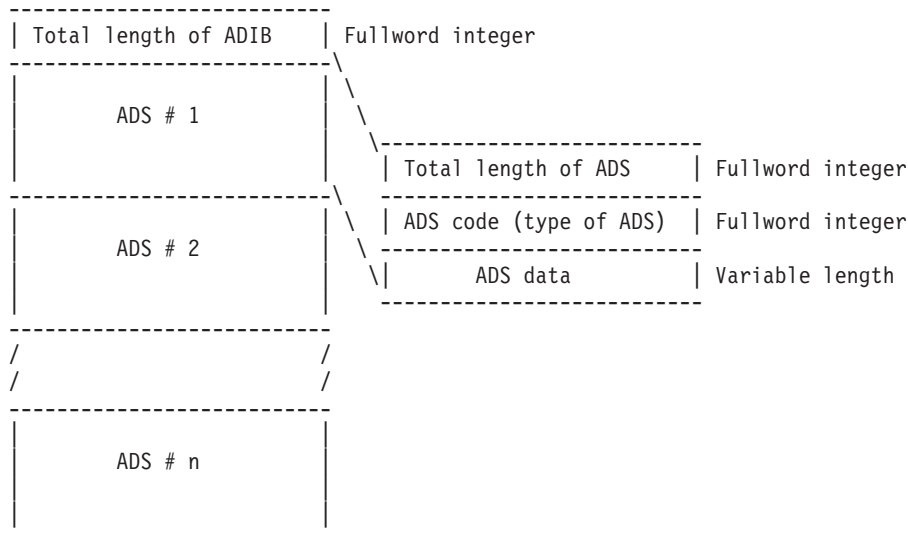 Total length of ADIB Fullword integer
ADS # 1
Total length of ADS Fullword integer
ADS code (type of ADS) Fullword integer
ADS # 2
ADS data Variable length
ADS # n